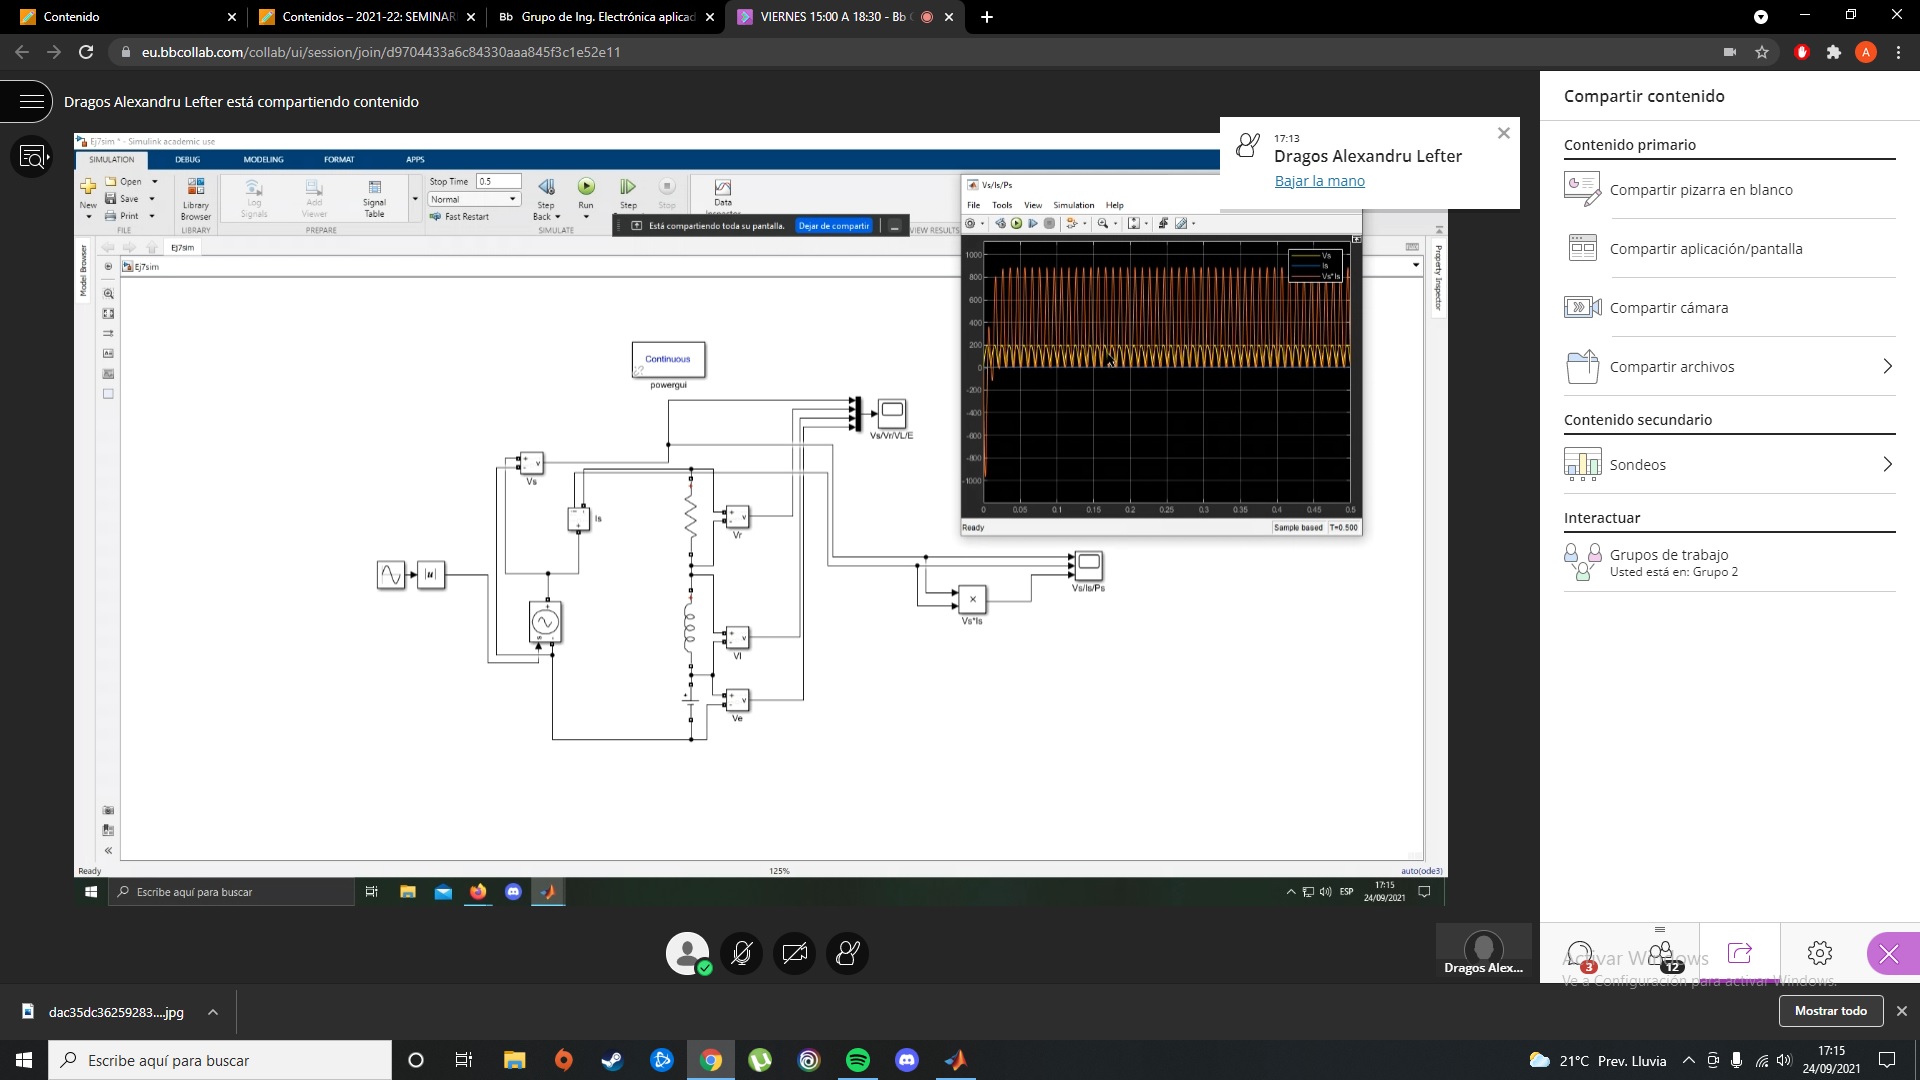 Contenido
Contenidos – 2021-22: SEMINAR
Bb Grupo de Ing. Electrónica aplicad
VIERNES 15:00 A 18:30 - Bb C
eu.bbcollab.com/collab/ui/session/join/d9704433a6c84330aaa845f3c1e52e11
A
Dragos Alexandru Lefter está compartiendo contenido
Ej7sim * - Simulink academic use
SIMULATION DEBUG MODELING FORMAT APPS
New
Open
Save
Print
FILE
Library
Browser
LIBRARY
Log
Signals
Add
Viewer
Signal
Table
PREPARE
Stop Time 0.5
Normal
Fast Restart
Step
Back
Run
Step
Stop
SIMULATE
Data
VIEW RESULTS
Está compartiendo toda su pantalla. Dejar de compartir
17:13
Dragos Alexandru Lefter
Bajar la mano
Vs/Is/Ps
File Tools View Simulation Help
Vs
Is
Vs*Is
1000
800
600
400
200
0
-200
-400
-600
-800
-1000
0 0.05 0.1 0.15 0.2 0.25 0.3 0.35 0.4 0.45 0.5
Ready Sample based T=0.500
Model Browser
Property Inspector
Ej7sim
Ej7sim
Continuous
powergui
Vs/Vr/VL/E
Vs
Is
Vr
|u|
Vs/Is/Ps
×
Vs*Is
Vl
Ve
Ready 125% auto(ode3)
Escribe aquí para buscar
ESP
17:15
24/09/2021
Compartir contenido
Contenido primario
Compartir pizarra en blanco
Compartir aplicación/pantalla
Compartir cámara
Compartir archivos
Contenido secundario
Sondeos
Interactuar
Grupos de trabajo
Usted está en: Grupo 2
Dragos Alex...
3
12
Activar Windows
Ve a Configuración para activar Windows.
dac35dc36259283....jpg
Mostrar todo
Escribe aquí para buscar
21°C Prev. Lluvia
17:15
24/09/2021